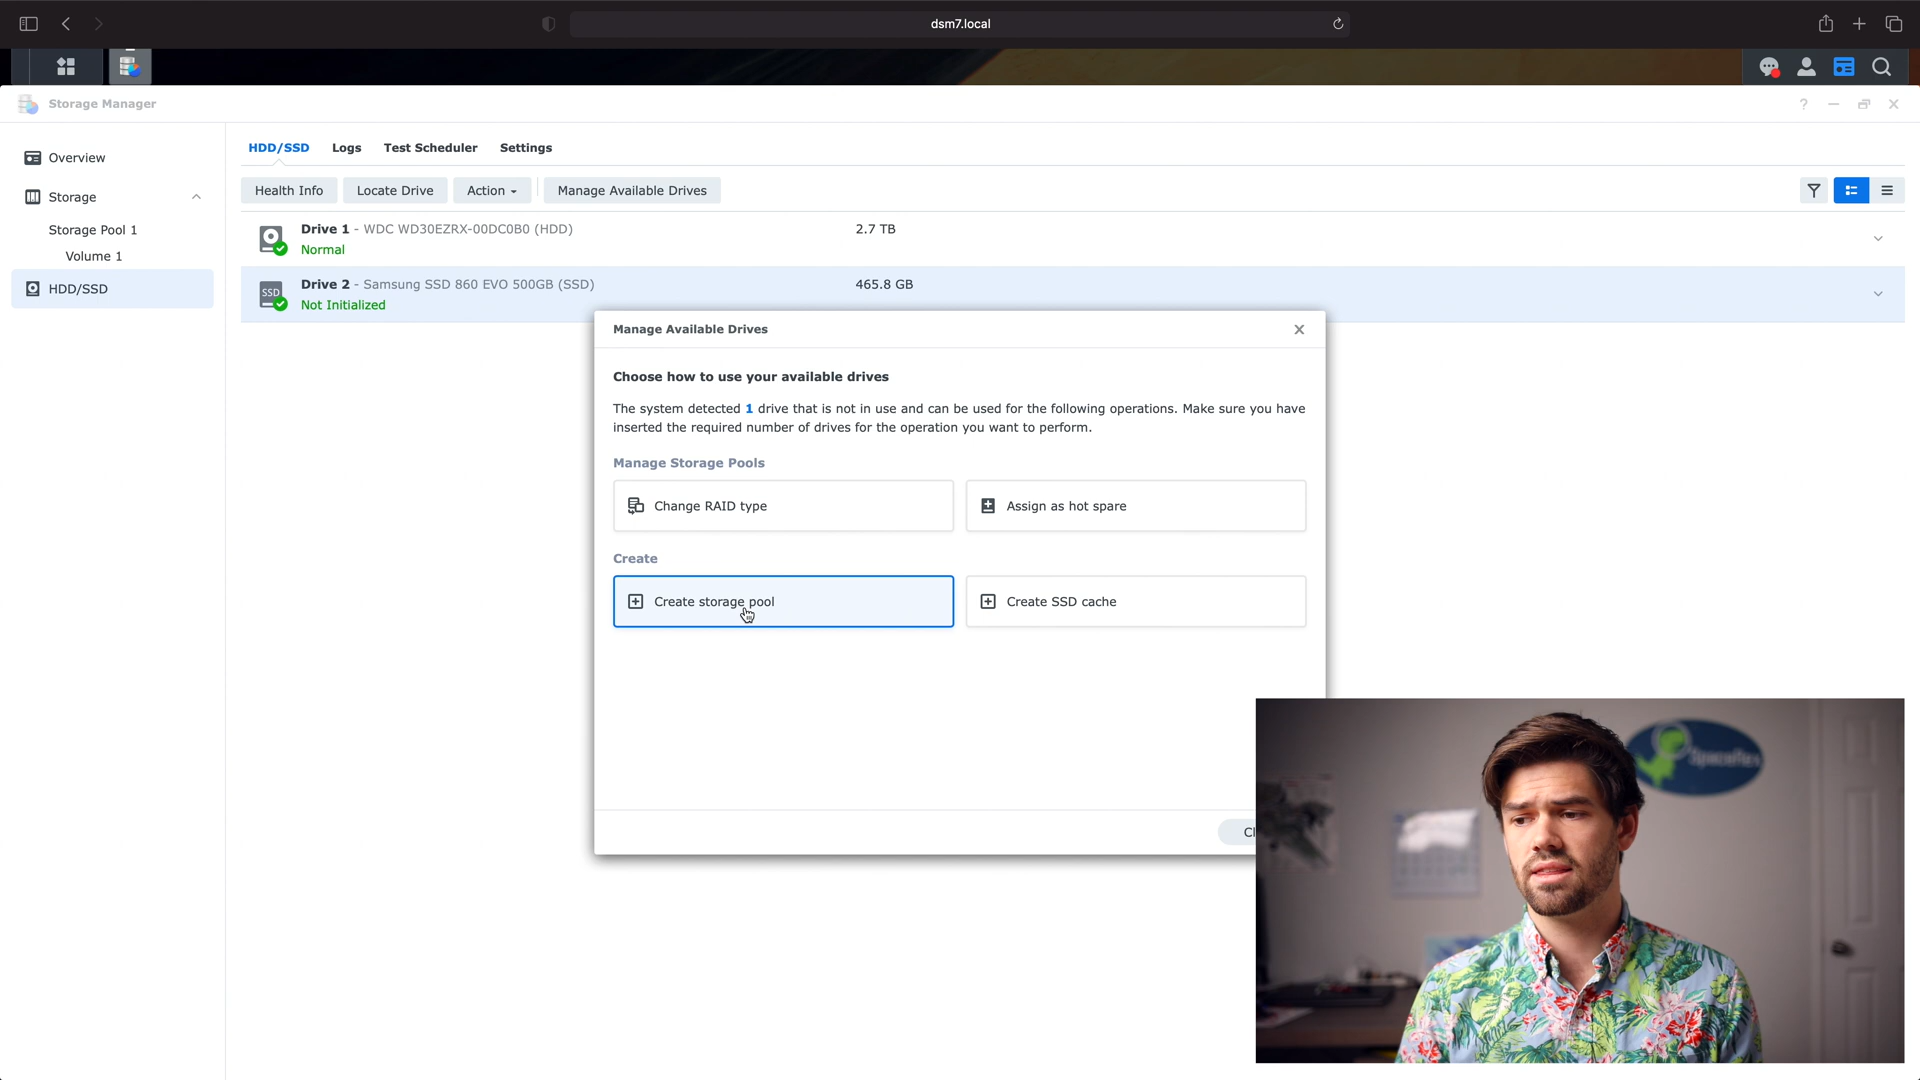 dsm7.local
Storage Manager
?
Overview
Storage
Storage Pool 1
Volume 1
HDD/SSD
HDD/SSD Logs Test Scheduler Settings
Health Info Locate Drive Action Manage Available Drives
Drive 1 - WDC WD30EZRX-00DC0B0 (HDD) 2.7 TB
Normal
SSD
Drive 2 - Samsung SSD 860 EVO 500GB (SSD) 465.8 GB
Not Initialized
Manage Available Drives
Choose how to use your available drives
The system detected 1 drive that is not in use and can be used for the following operations. Make sure you have
inserted the required number of drives for the operation you want to perform.
Manage Storage Pools
Change RAID type Assign as hot spare
Create
Create storage pool Create SSD cache
Cl
SpaceRex